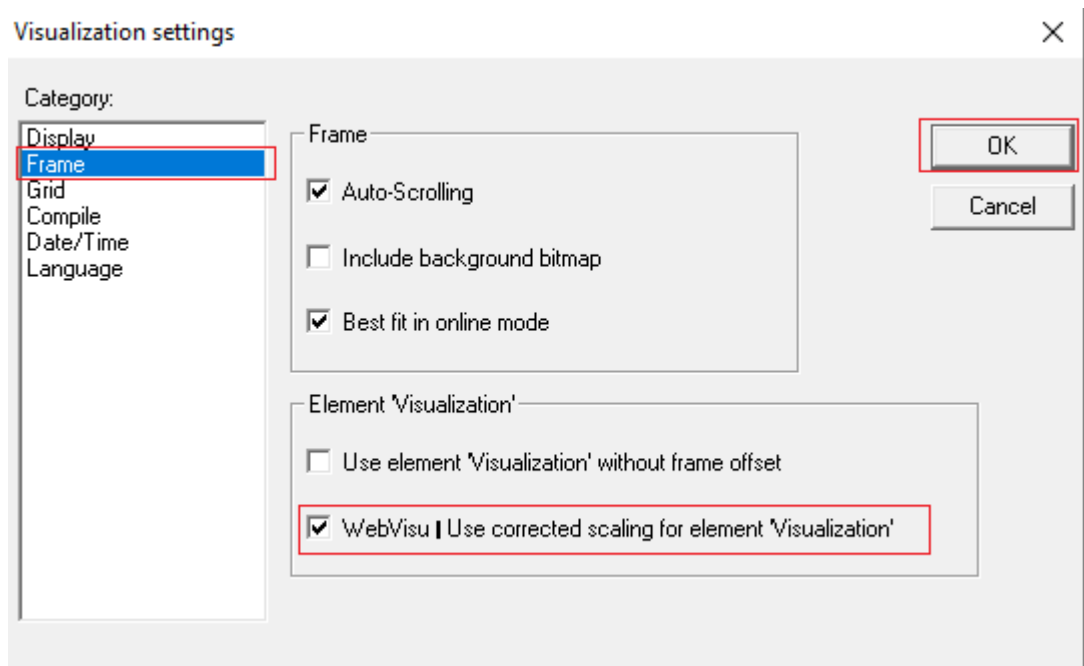 Visualization settings
Category:
Display
Frame
Grid
Compile
Date/Time
Language
Frame
Auto-Scrolling
Include background bitmap
Best fit in online mode
Element 'Visualization'
Use element 'Visualization' without frame offset
WebVisu | Use corrected scaling for element 'Visualization'
OK
Cancel